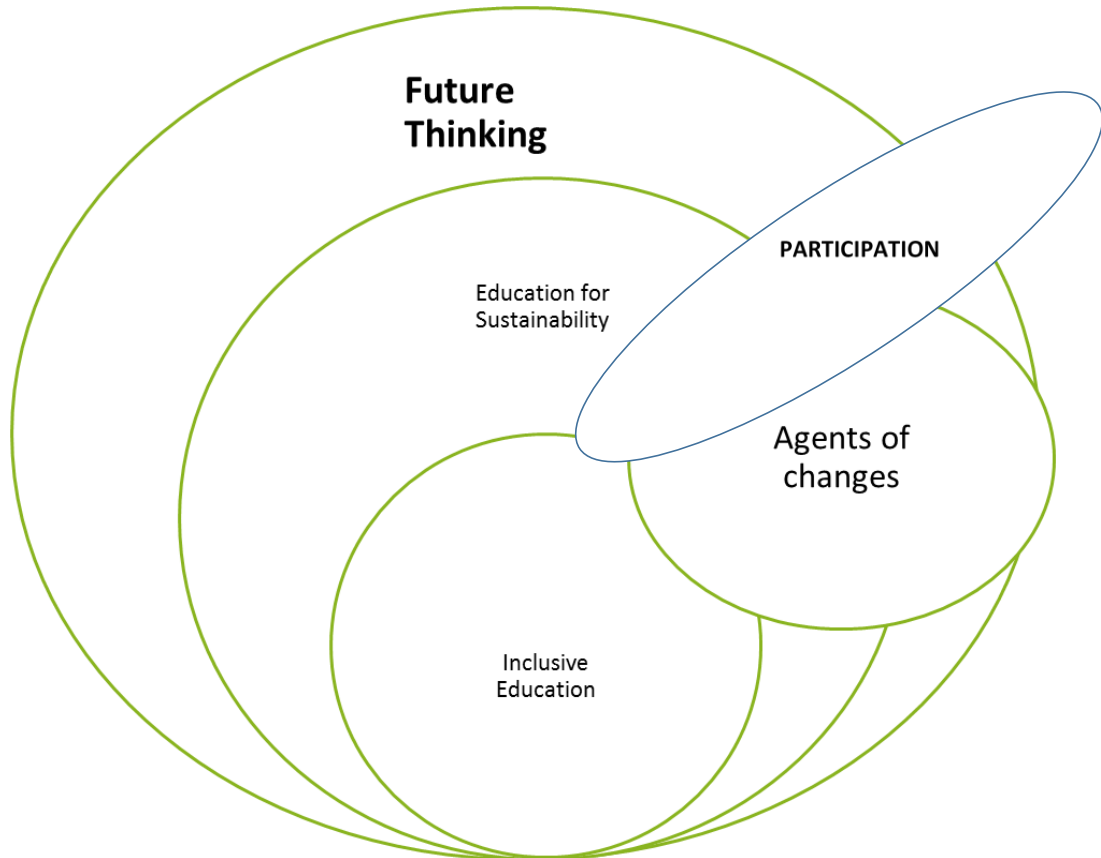 Future
Thinking
PARTICIPATION
Education for
Sustainability
Agents of
changes
Inclusive
Education